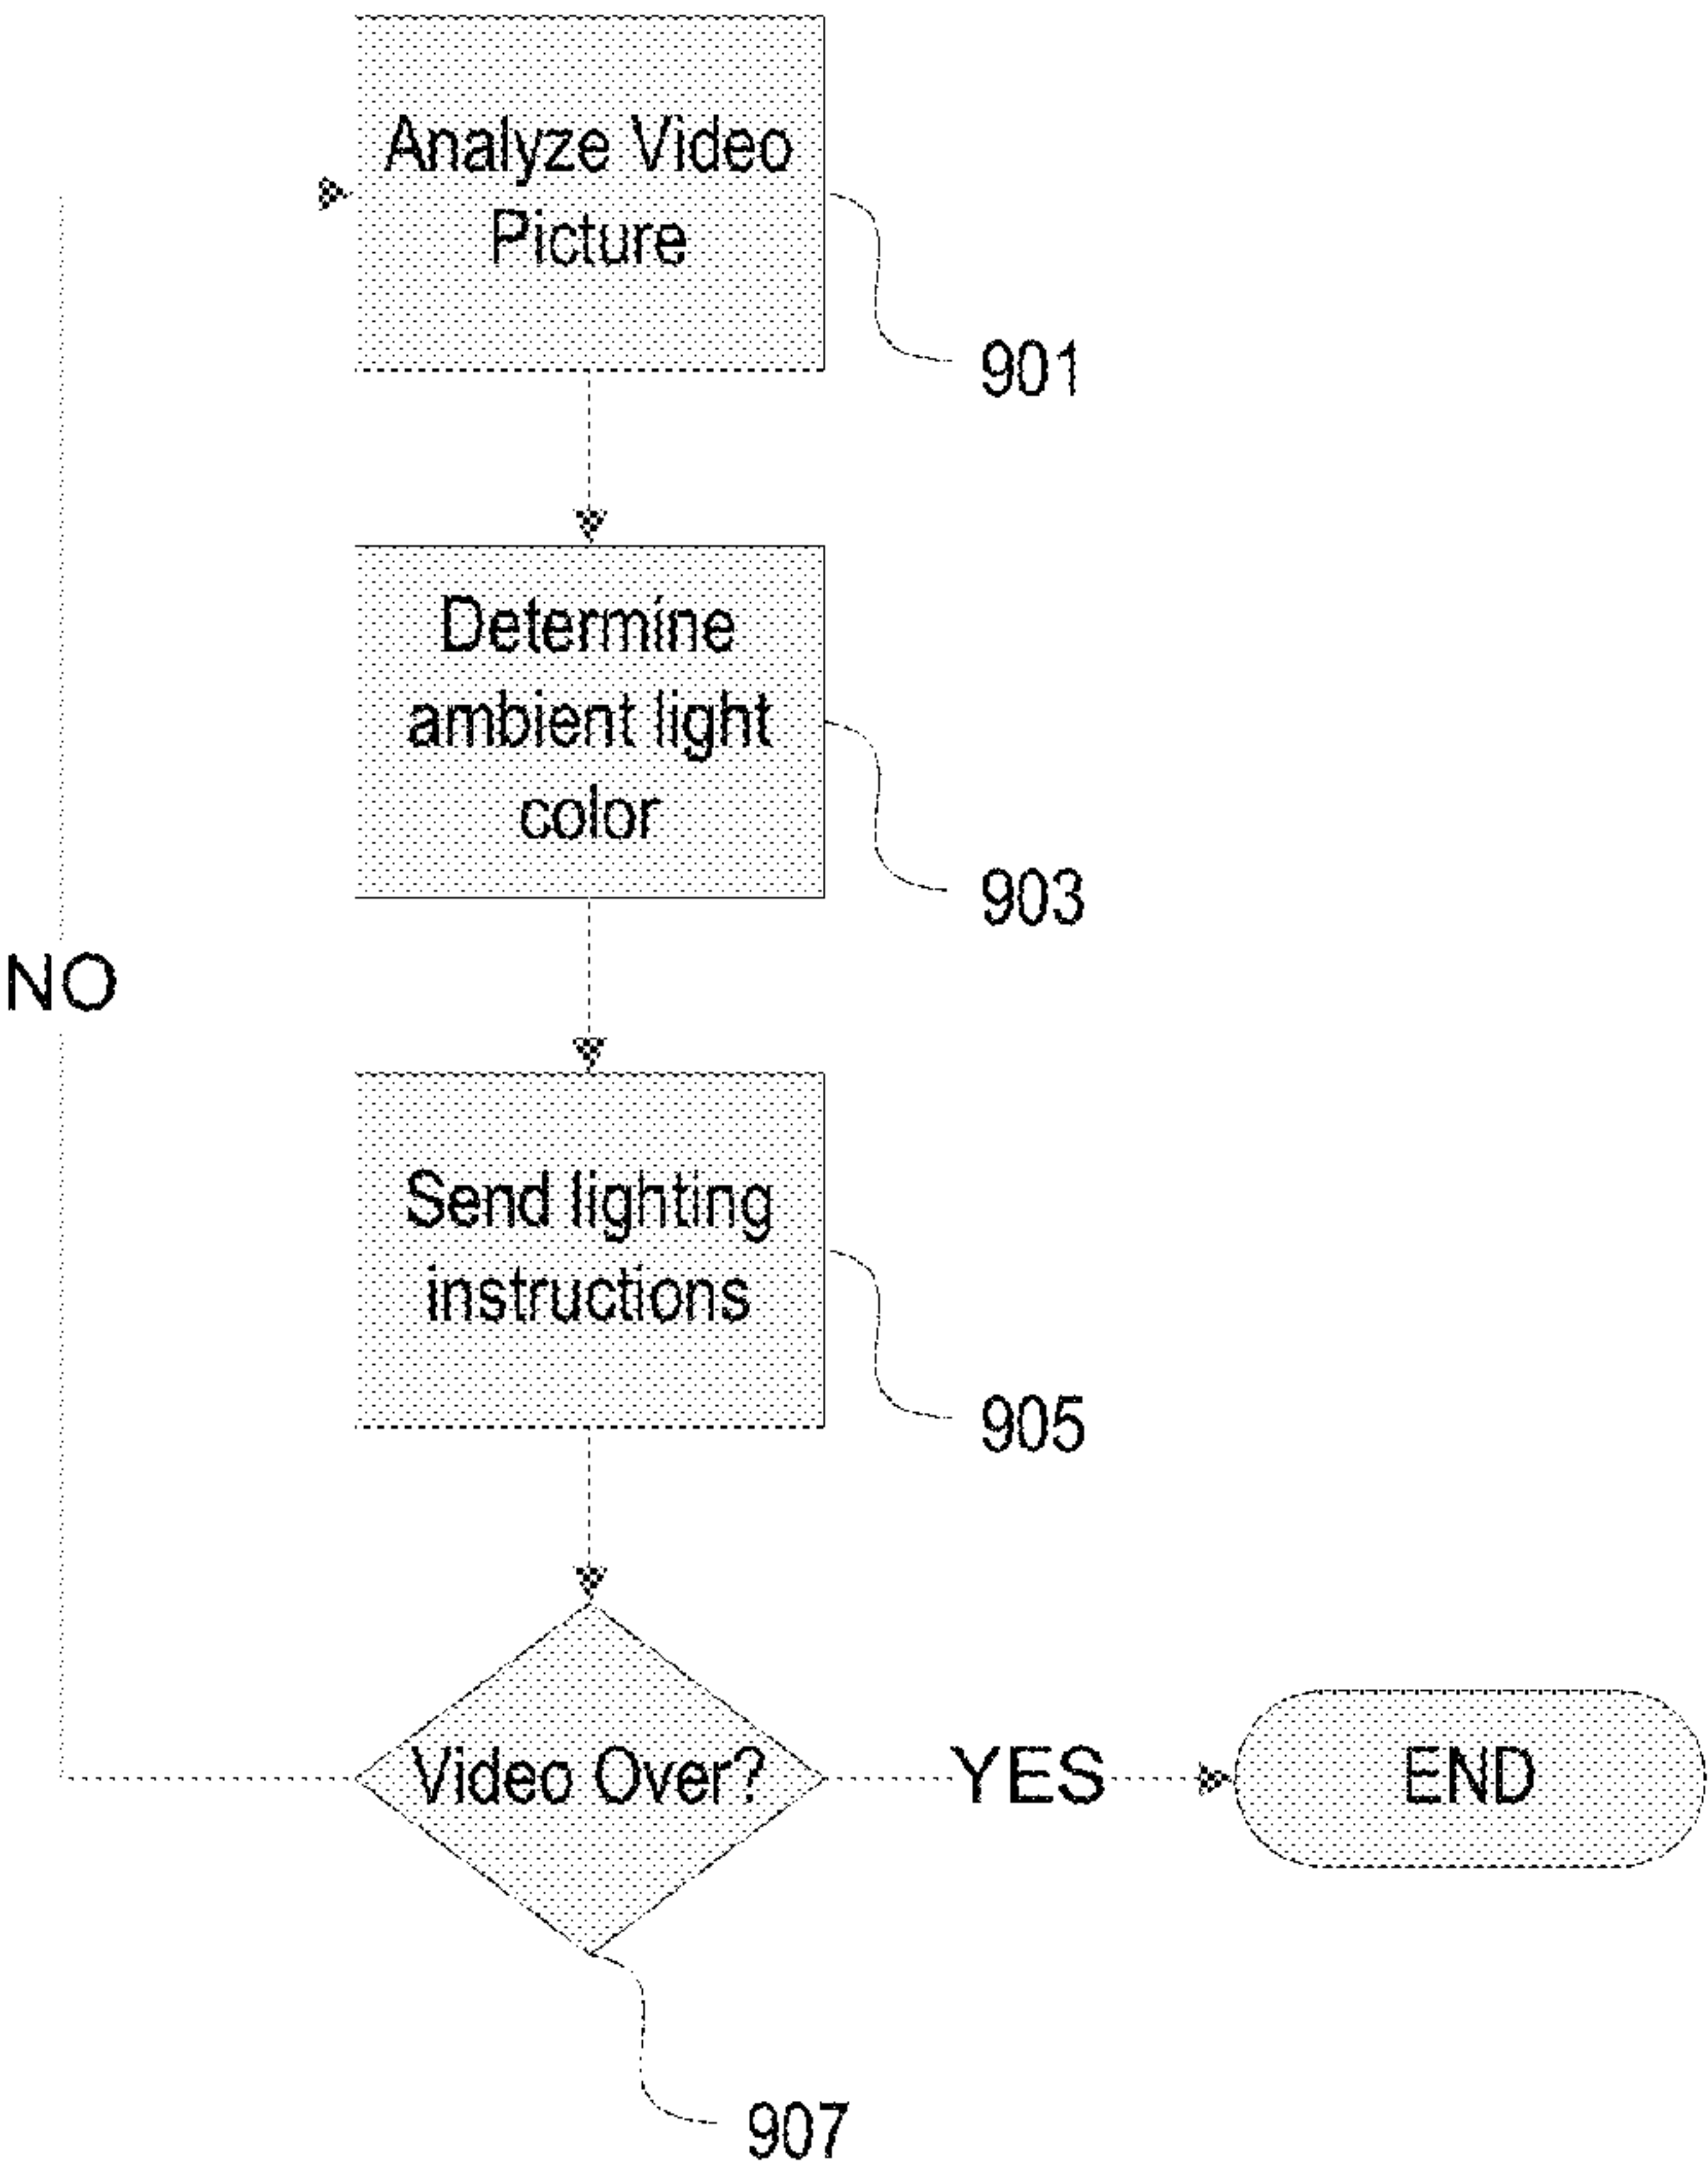 Analyze Video
Picture
901
Determine
ambient light
color
903
NO
Send lighting
instructions
905
Video Over?
YES
END
907